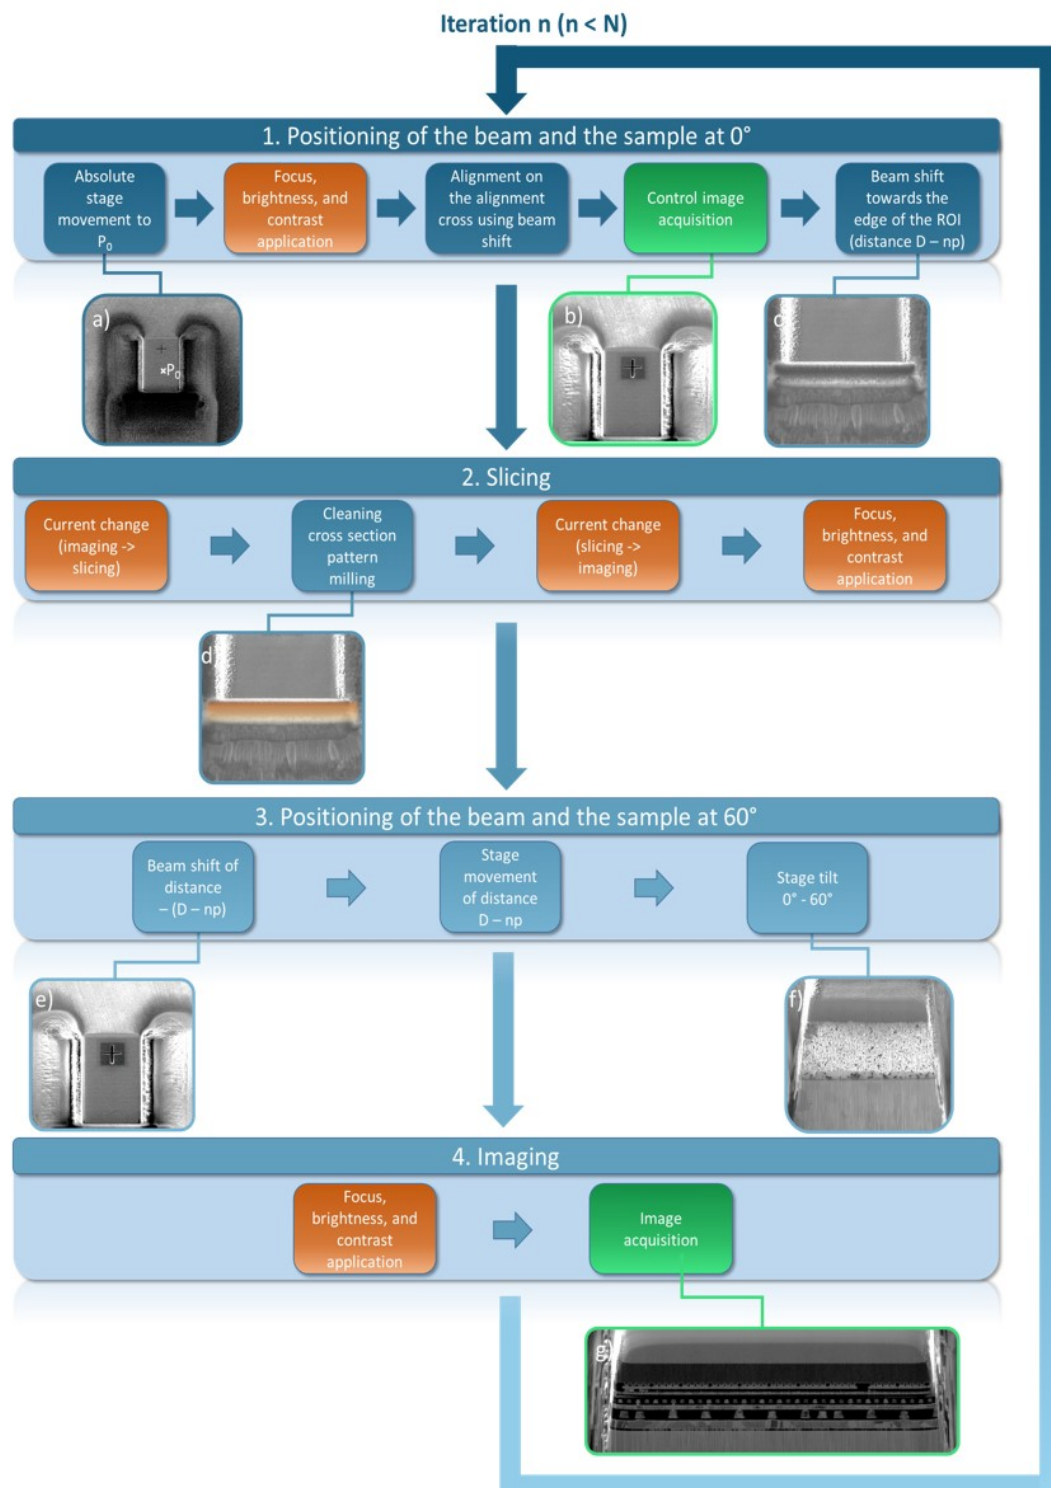 Iteration n (n < N)
1. Positioning of the beam and the sample at 0°
Absolute
stage
movement to
P0
Focus,
brightness, and
contrast
application
Alignment on
the alignment
cross using beam
shift
Control image
acquisition
Beam shift
towards the
edge of the ROI
(distance D – np)
a)
×P0
b)
c)
2. Slicing
Current change
(imaging ->
slicing)
Cleaning
cross section
pattern
milling
Current change
(slicing ->
imaging)
Focus,
brightness, and
contrast
application
d)
3. Positioning of the beam and the sample at 60°
Beam shift of
distance
– (D – np)
Stage
movement
of distance
D – np
Stage tilt
0° - 60°
e)
f)
4. Imaging
Focus,
brightness, and
contrast
application
Image
acquisition
g)